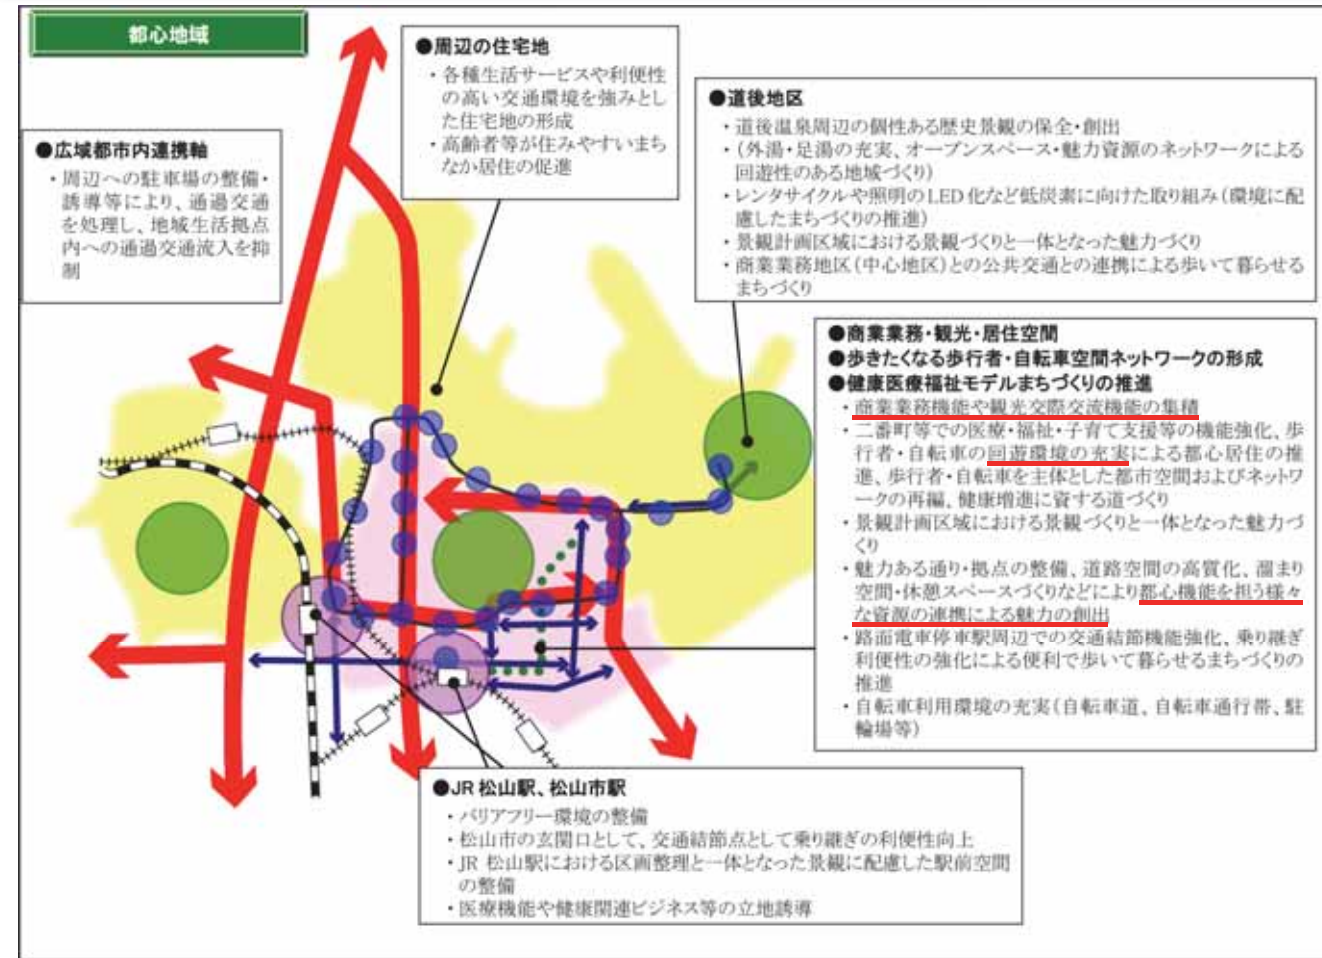 都心地域
●広域都市内連携軸
・周辺への駐車場の整備・
誘導等により、通過交通
を処理し、地域生活拠点
内への通過交通流入を抑
制
●周辺の住宅地
・各種生活サービスや利便性
の高い交通環境を強みとし
た住宅地の形成
・高齢者等が住みやすいまち
なか居住の促進
●道後地区
・道後温泉周辺の個性ある歴史景観の保全・創出
・(外湯・足湯の充実、オープンスペース・魅力資源のネットワークによる
回遊性のある地域づくり)
・レンタサイクルや照明のLED化など低炭素に向けた取り組み(環境に配
慮したまちづくりの推進)
・景観計画区域における景観づくりと一体となった魅力づくり
・商業業務地区(中心地区)との公共交通との連携による歩いて暮らせる
まちづくり
●商業業務・観光・居住空間
●歩きたくなる歩行者・自転車空間ネットワークの形成
●健康医療福祉モデルまちづくりの推進
・商業業務機能や観光交際交流機能の集積
・二番町等での医療・福祉・子育て支援等の機能強化、歩
行者・自転車の回遊環境の充実による都心居住の推
進、歩行者・自転車を主体とした都市空間およびネットワ
ークの再編、健康増進に資する道づくり
・景観計画区域における景観づくりと一体となった魅力づ
くり
・魅力ある通り・拠点の整備、道路空間の高質化、溜まり
空間・休憩スペースづくりなどにより都心機能を担う様々
な資源の連携による魅力の創出
・路面電車停車駅周辺での交通結節機能強化、乗り継ぎ
利便性の強化による便利で歩いて暮らせるまちづくりの
推進
・自転車利用環境の充実(自転車道、自転車通行帯、駐
輪場等)
●JR 松山駅、松山市駅
・バリアフリー環境の整備
・松山市の玄関口として、交通結節点として乗り継ぎの利便性向上
・JR 松山駅における区画整理と一体となった景観に配慮した駅前空間
の整備
・医療機能や健康関連ビジネス等の立地誘導